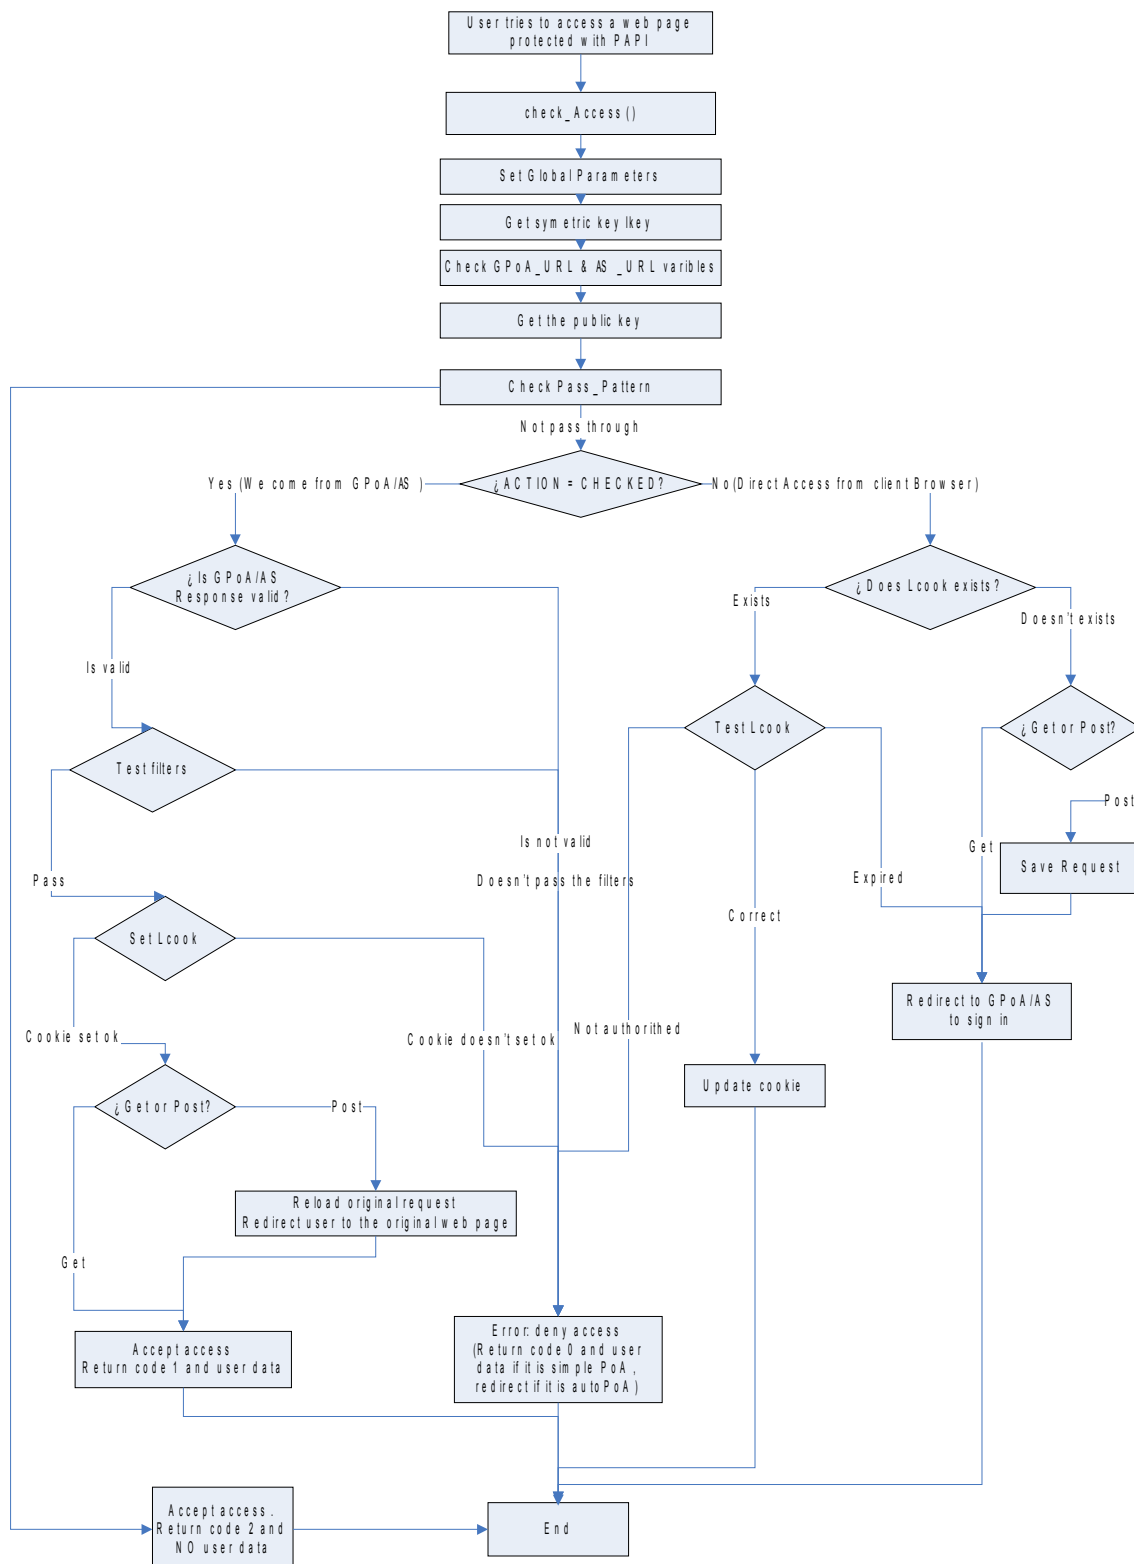 User tries to access a web page
protected with PAPI
check_Access()
Set Global Parameters
Get symetric key lkey
Check GPoA_URL & AS_URL varibles
Get the public key
Check Pass_Pattern
Not pass through
Yes (We come from GPoA/AS)
¿ACTION = CHECKED?
No(Direct Access from client Browser)
¿Is GPoA/AS
Response valid?
¿Does Lcook exists?
Exists
Doesn't exists
Is valid
Test Lcook
¿Get or Post?
Test filters
Post
Is not valid
Get
Save Request
Pass
Doesn't pass the filters
Expired
Correct
Set Lcook
Redirect to GPoA/AS
to sign in
Cookie set ok
Cookie doesn't set ok
Not authorithed
Update cookie
¿Get or Post?
Post
Reload original request
Redirect user to the original web page
Get
Accept access
Return code 1 and user data
Error: deny access
(Return code 0 and user
data if it is simple PoA,
redirect if it is autoPoA)
Accept access.
Return code 2 and
NO user data
End